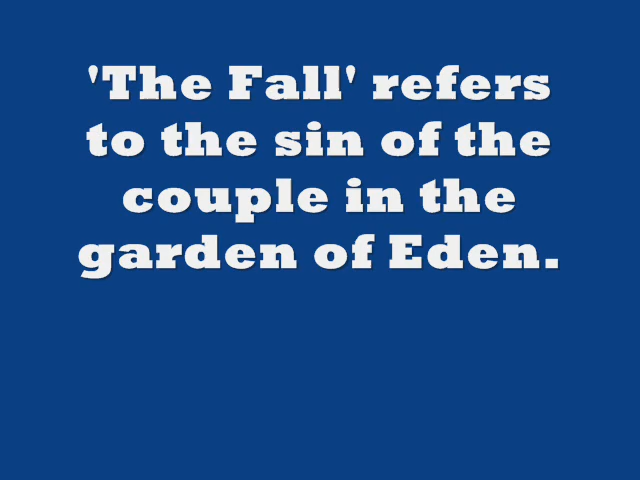 'The Fall' refers
to the sin of the
couple in the
garden of Eden.